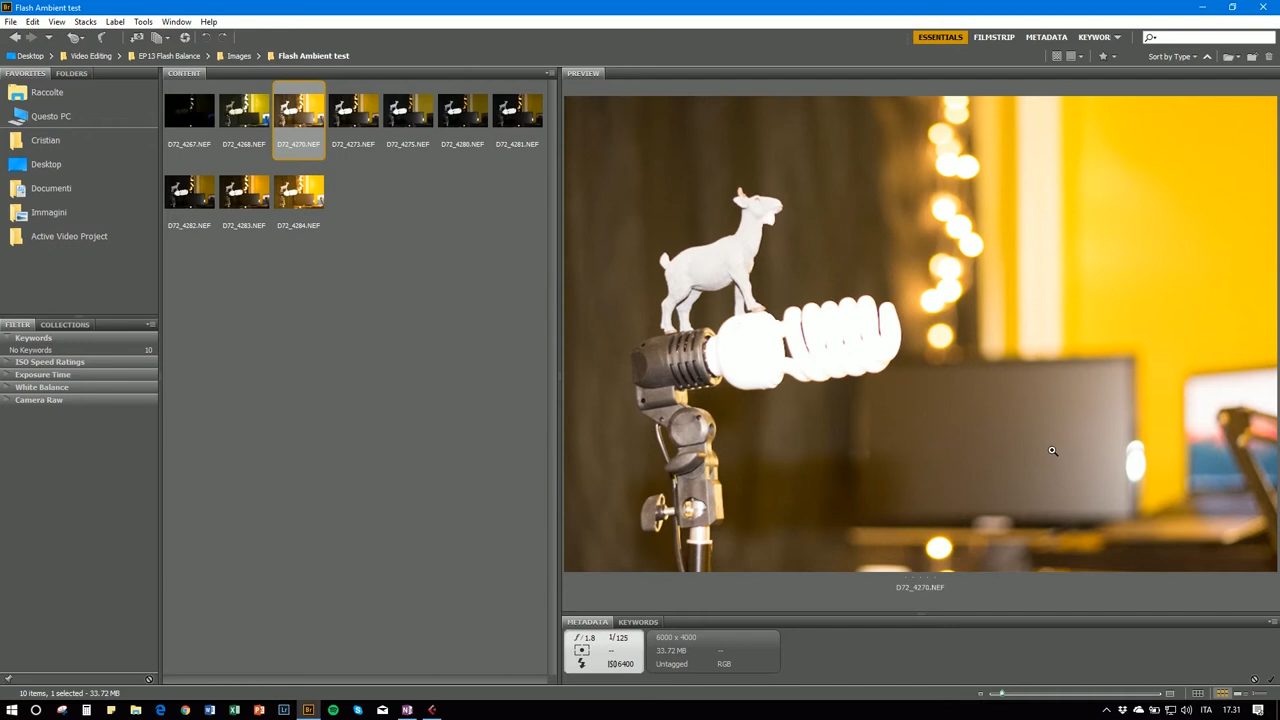 Br Flash Ambient test
File Edit View Stacks Label Tools Window Help
ESSENTIALS FILMSTRIP METADATA KEYWOR
Desktop Video Editing EP13 Flash Balance Images Flash Ambient test
Sort by Type
FAVORITES FOLDERS
CONTENT
PREVIEW
Raccolte
Questo PC
Cristian
Desktop
Documenti
Immagini
Active Video Project
D72_4267.NEF D72_4268.NEF D72_4270.NEF D72_4273.NEF D72_4275.NEF D72_4280.NEF D72_4281.NEF
D72_4282.NEF D72_4283.NEF D72_4284.NEF
FILTER COLLECTIONS
Keywords
No Keywords 10
ISO Speed Ratings
Exposure Time
White Balance
Camera Raw
D72_4270.NEF
METADATA KEYWORDS
f/1.8 1/125
--
ISO6400
6000 x 4000
33.72 MB --
Untagged RGB
10 items, 1 selected - 33.72 MB
ITA 17.31